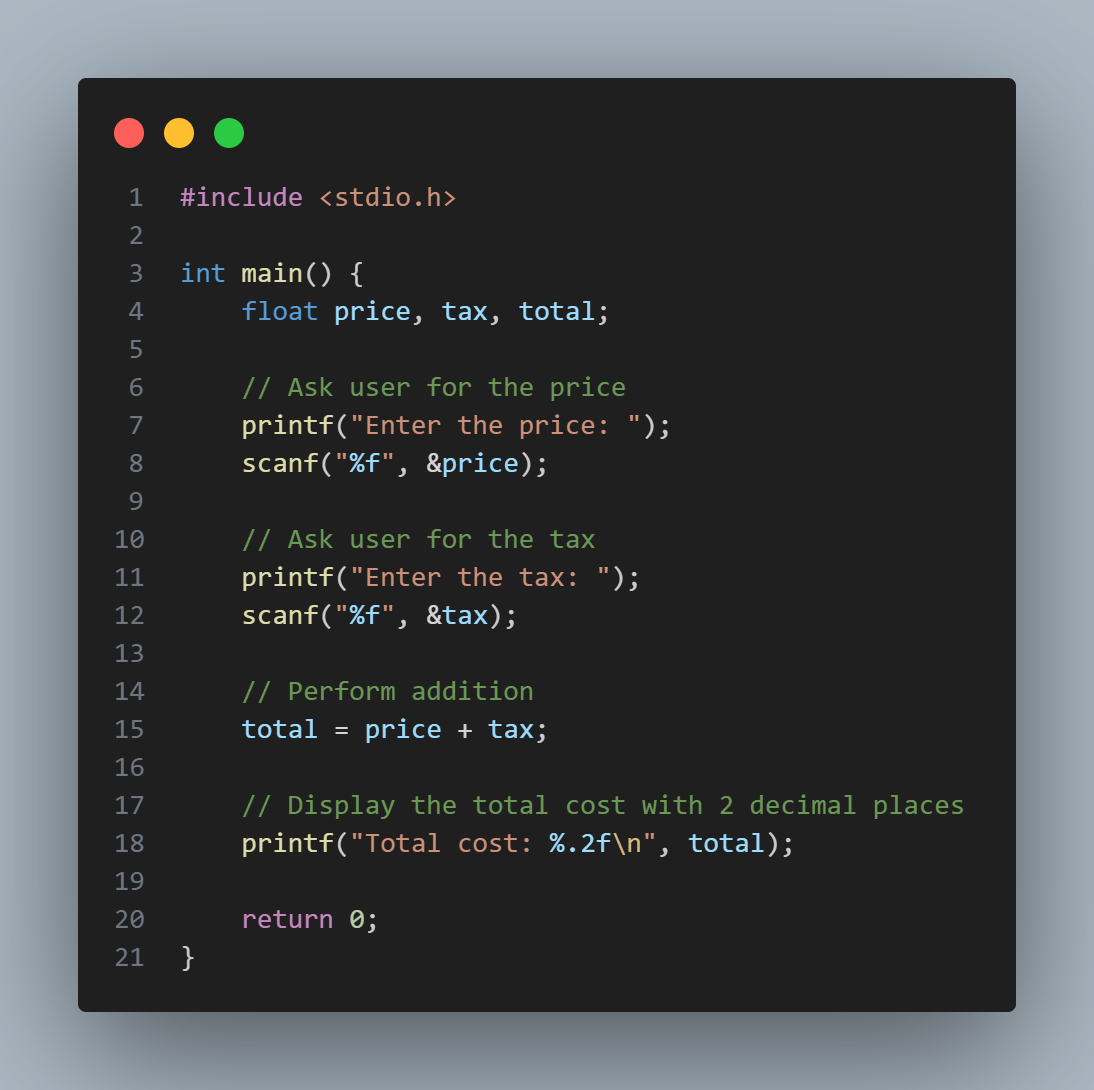 1 #include <stdio.h>
2
3 int main() {
4     float price, tax, total;
5
6     // Ask user for the price
7     printf("Enter the price: ");
8     scanf("%f", &price);
9
10     // Ask user for the tax
11     printf("Enter the tax: ");
12     scanf("%f", &tax);
13
14     // Perform addition
15     total = price + tax;
16
17     // Display the total cost with 2 decimal places
18     printf("Total cost: %.2f\n", total);
19
20     return 0;
21 }